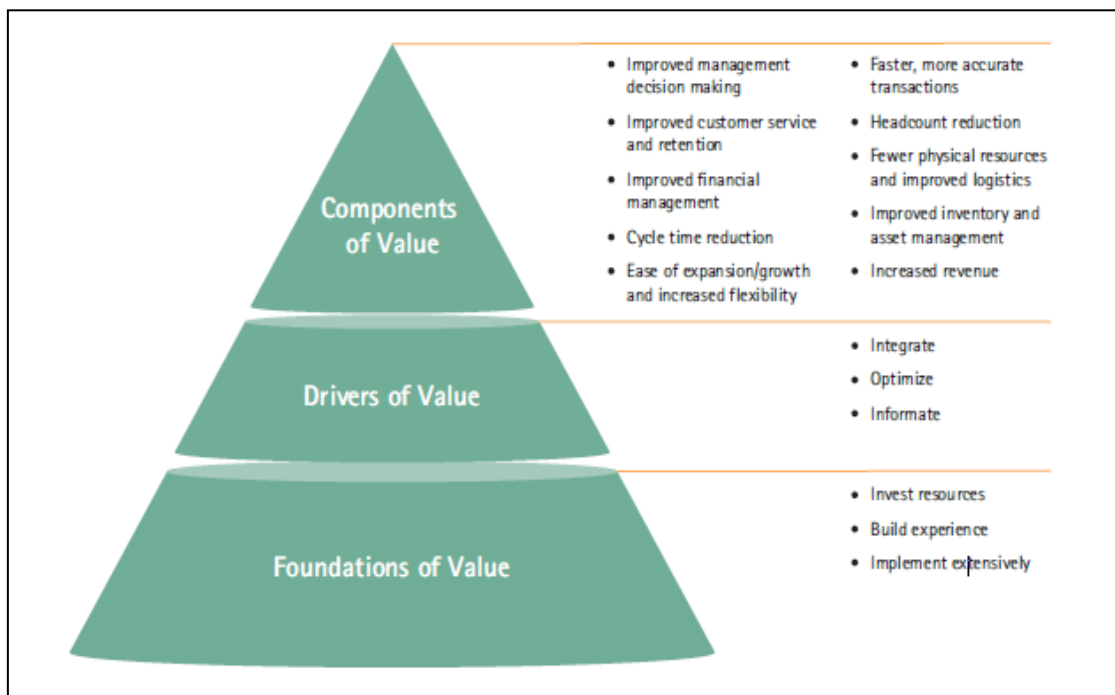 Components
of Value
• Improved management
decision making
• Improved customer service
and retention
• Improved financial
management
• Cycle time reduction
• Ease of expansion/growth
and increased flexibility
• Faster, more accurate
transactions
• Headcount reduction
• Fewer physical resources
and improved logistics
• Improved inventory and
asset management
• Increased revenue
Drivers of Value
• Integrate
• Optimize
• Informate
Foundations of Value
• Invest resources
• Build experience
• Implement extensively